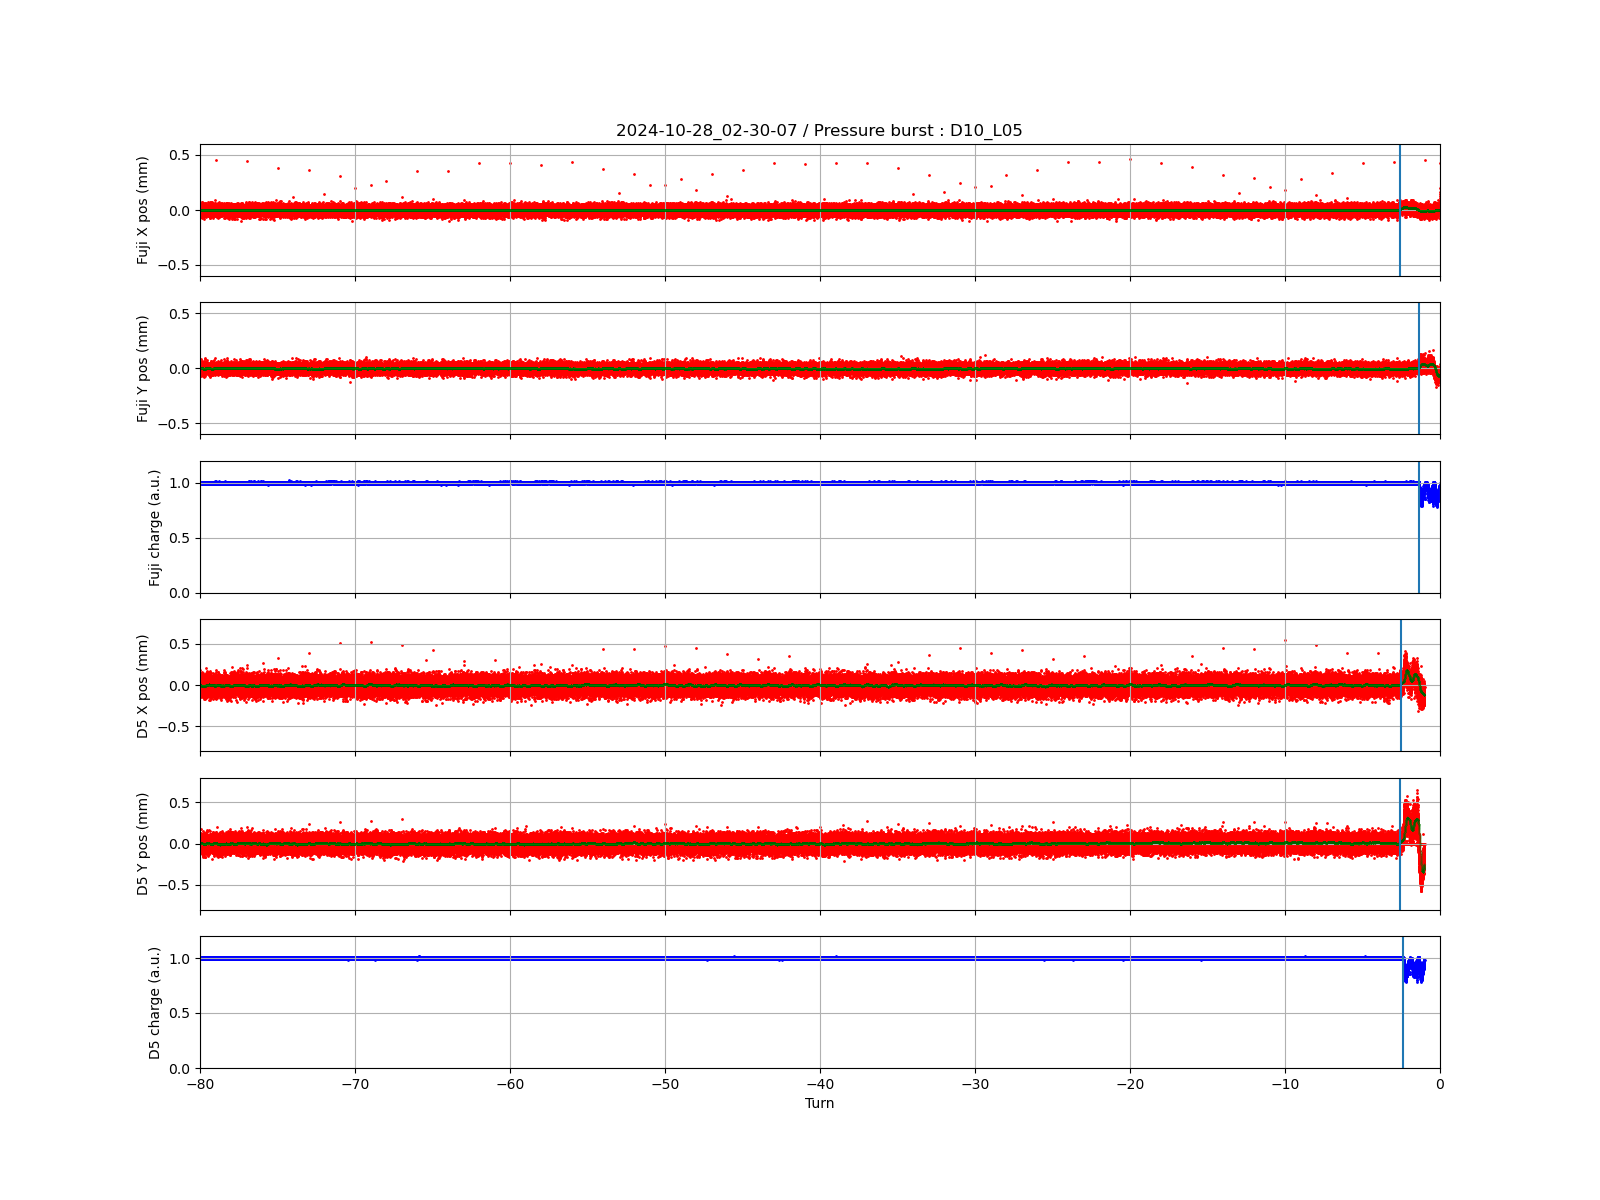 2024-10-28_02-30-07 / Pressure burst : D10_L05
0.5
0.0
−0.5
Fuji X pos (mm)
0.5
0.0
−0.5
Fuji Y pos (mm)
1.0
0.5
0.0
Fuji charge (a.u.)
0.5
0.0
−0.5
D5 X pos (mm)
0.5
0.0
−0.5
D5 Y pos (mm)
1.0
0.5
0.0
D5 charge (a.u.)
−80 −70 −60 −50 −40 −30 −20 −10 0
Turn